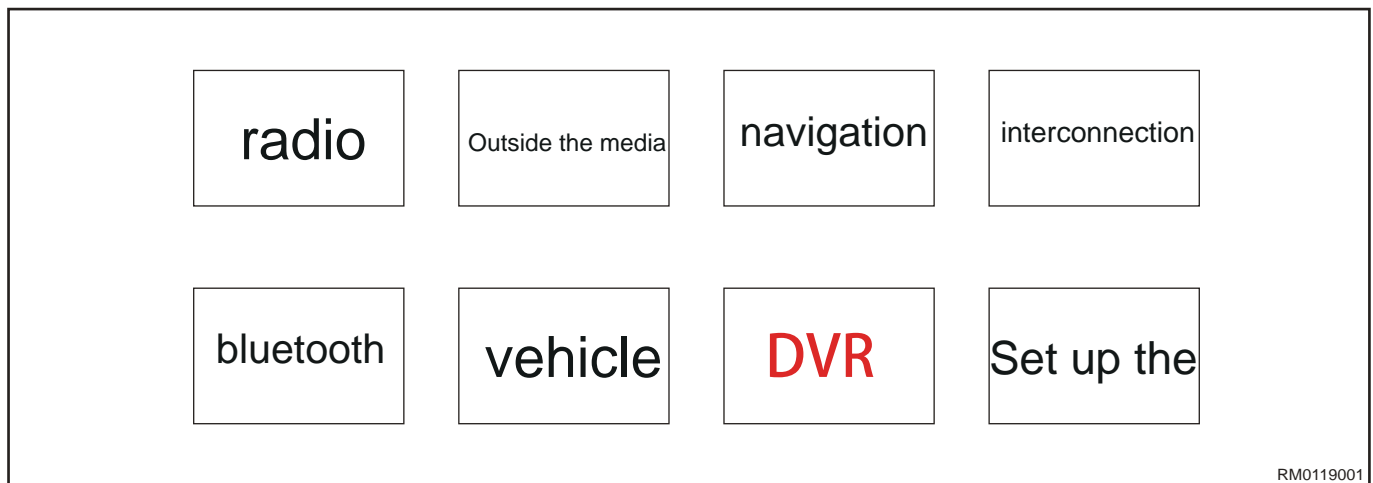 radio
Outside the media
navigation
interconnection
bluetooth
vehicle
DVR
Set up the
RM0119001